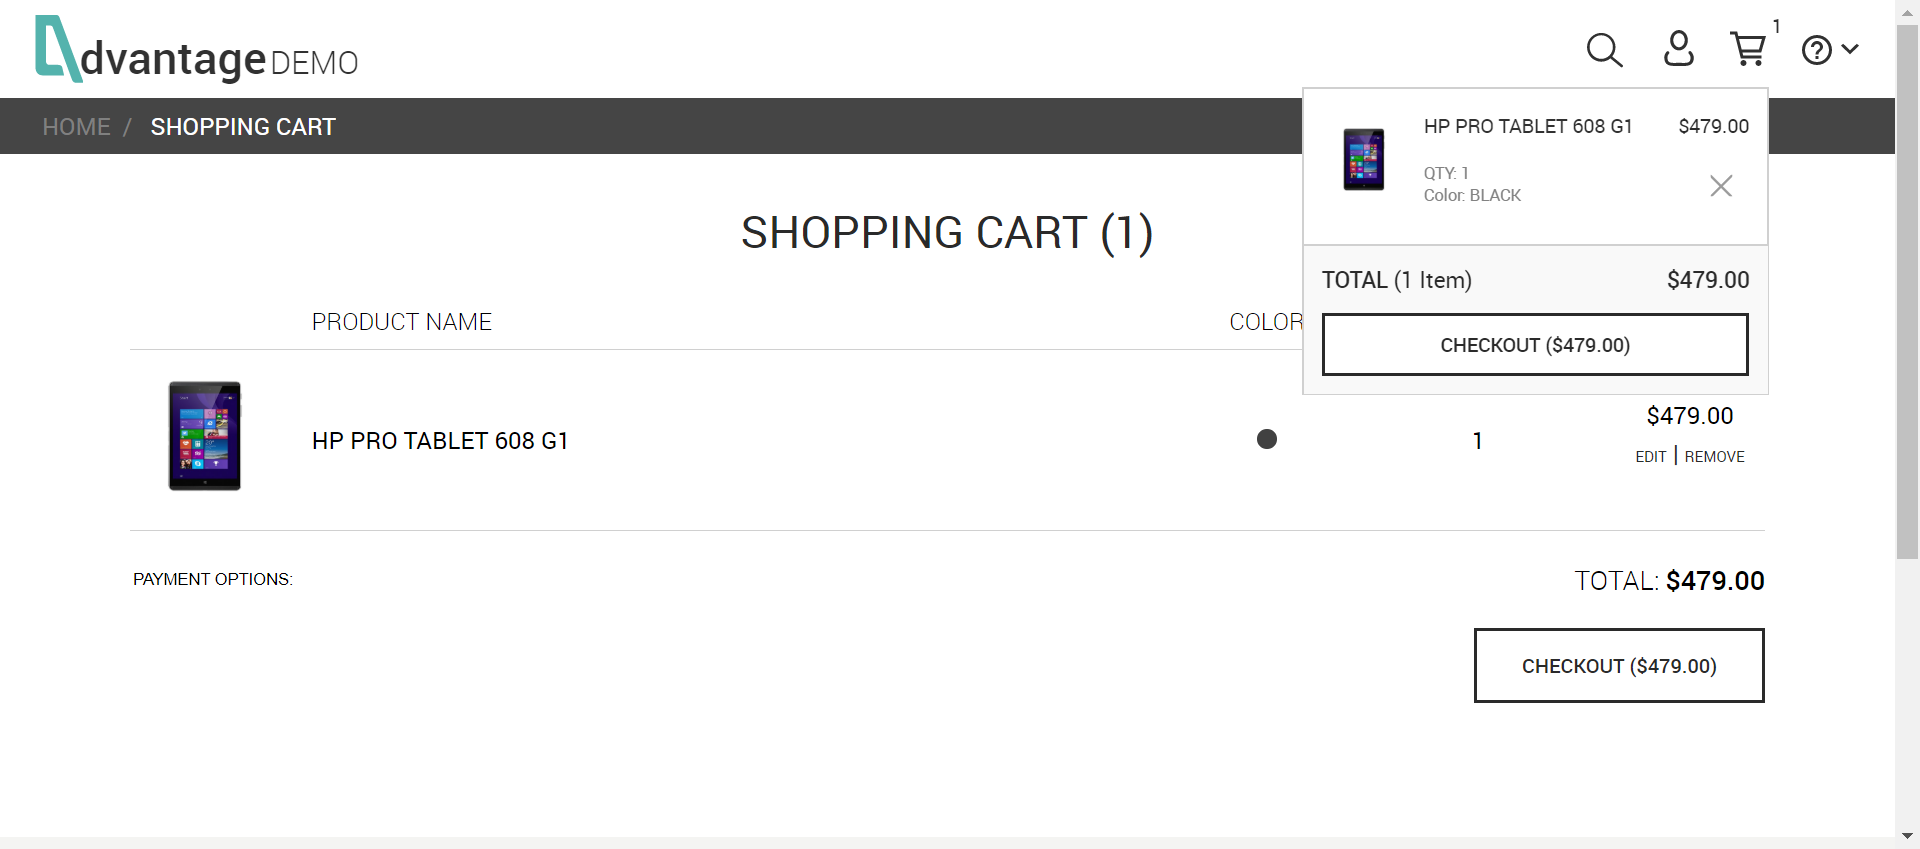 dvantage DEMO
1
HOME / SHOPPING CART
HP PRO TABLET 608 G1 $479.00
QTY: 1
Color: BLACK
TOTAL (1 Item) $479.00
CHECKOUT ($479.00)
SHOPPING CART (1)
PRODUCT NAME COLOR
HP PRO TABLET 608 G1 1 $479.00
EDIT | REMOVE
PAYMENT OPTIONS:
TOTAL: $479.00
CHECKOUT ($479.00)